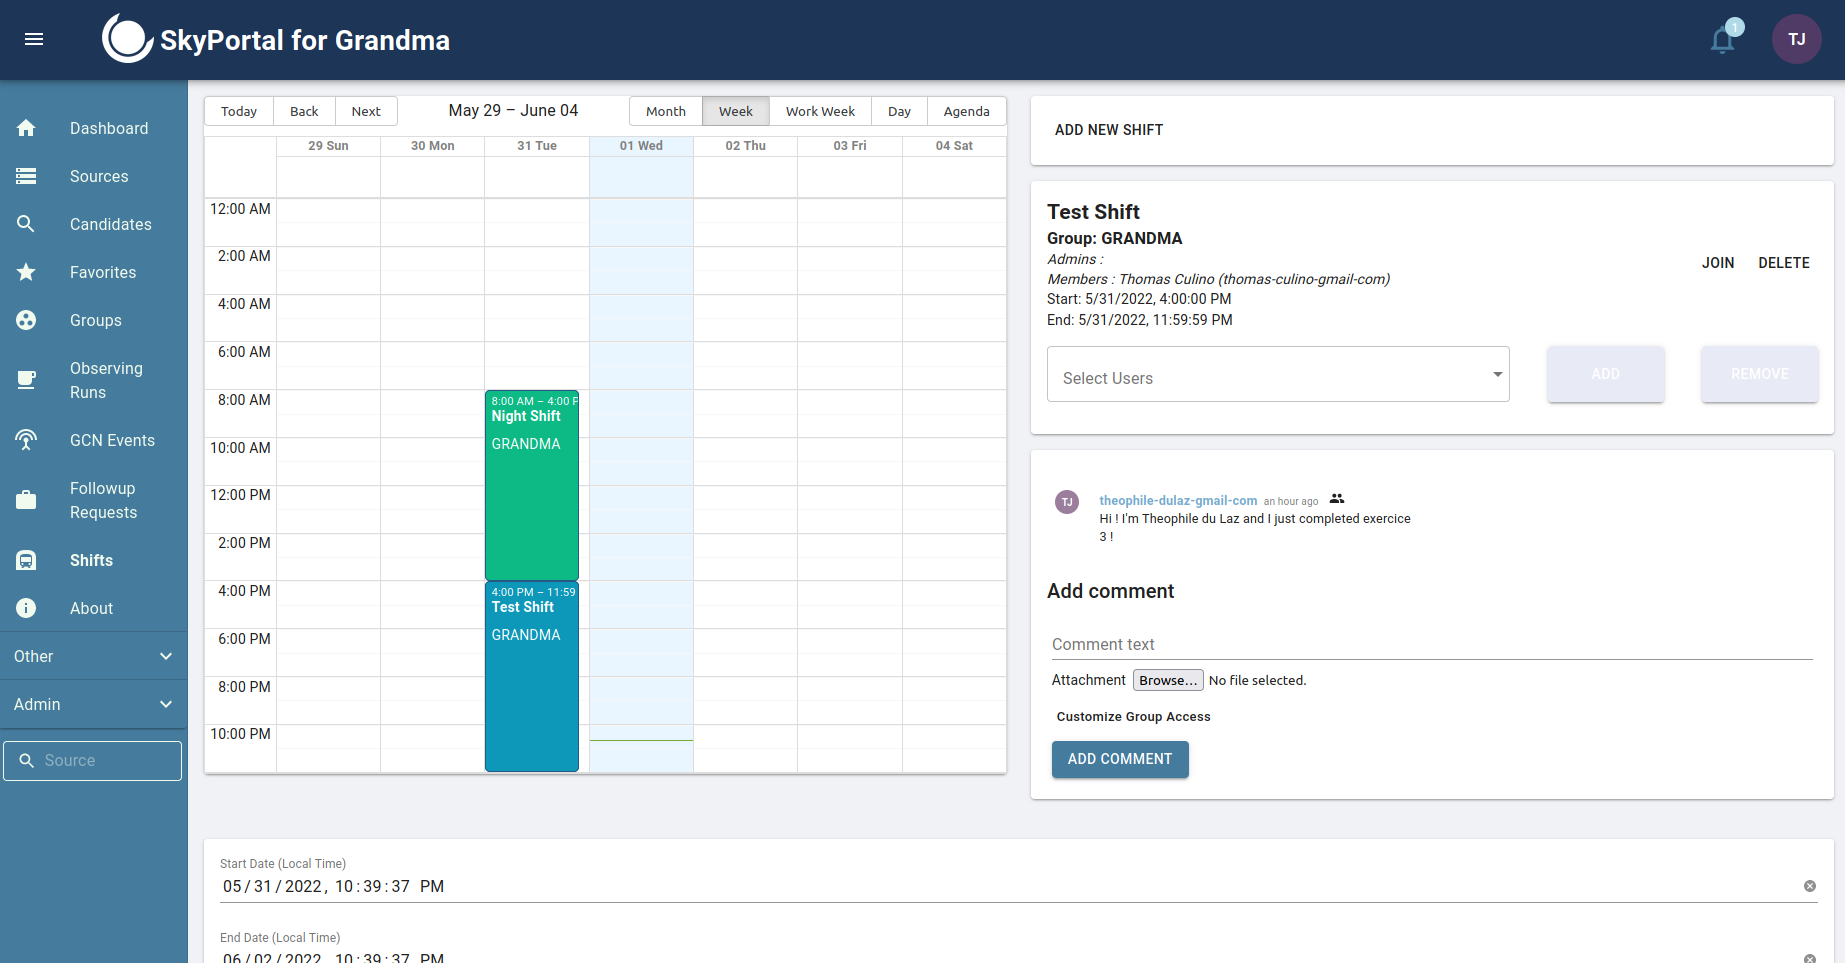 SkyPortal for Grandma
1
TJ
Dashboard
Sources
Candidates
Favorites
Groups
Observing
Runs
GCN Events
Followup
Requests
Shifts
About
Other
Admin
Source
Today Back Next May 29 – June 04 Month Week Work Week Day Agenda
29 Sun 30 Mon 31 Tue 01 Wed 02 Thu 03 Fri 04 Sat
12:00 AM
2:00 AM
4:00 AM
6:00 AM
8:00 AM
10:00 AM
12:00 PM
2:00 PM
4:00 PM
6:00 PM
8:00 PM
10:00 PM
8:00 AM – 4:00 P
Night Shift
GRANDMA
4:00 PM – 11:59
Test Shift
GRANDMA
ADD NEW SHIFT
Test Shift
Group: GRANDMA
Admins :
Members : Thomas Culino (thomas-culino-gmail-com)
Start: 5/31/2022, 4:00:00 PM
End: 5/31/2022, 11:59:59 PM
JOIN DELETE
Select Users ADD REMOVE
TJ theophile-dulaz-gmail-com an hour ago
Hi ! I'm Theophile du Laz and I just completed exercice
3 !
Add comment
Comment text
Attachment Browse... No file selected.
Customize Group Access
ADD COMMENT
Start Date (Local Time)
05/31/2022, 10:39:37 PM
End Date (Local Time)
06/02/2022, 10:39:37 PM